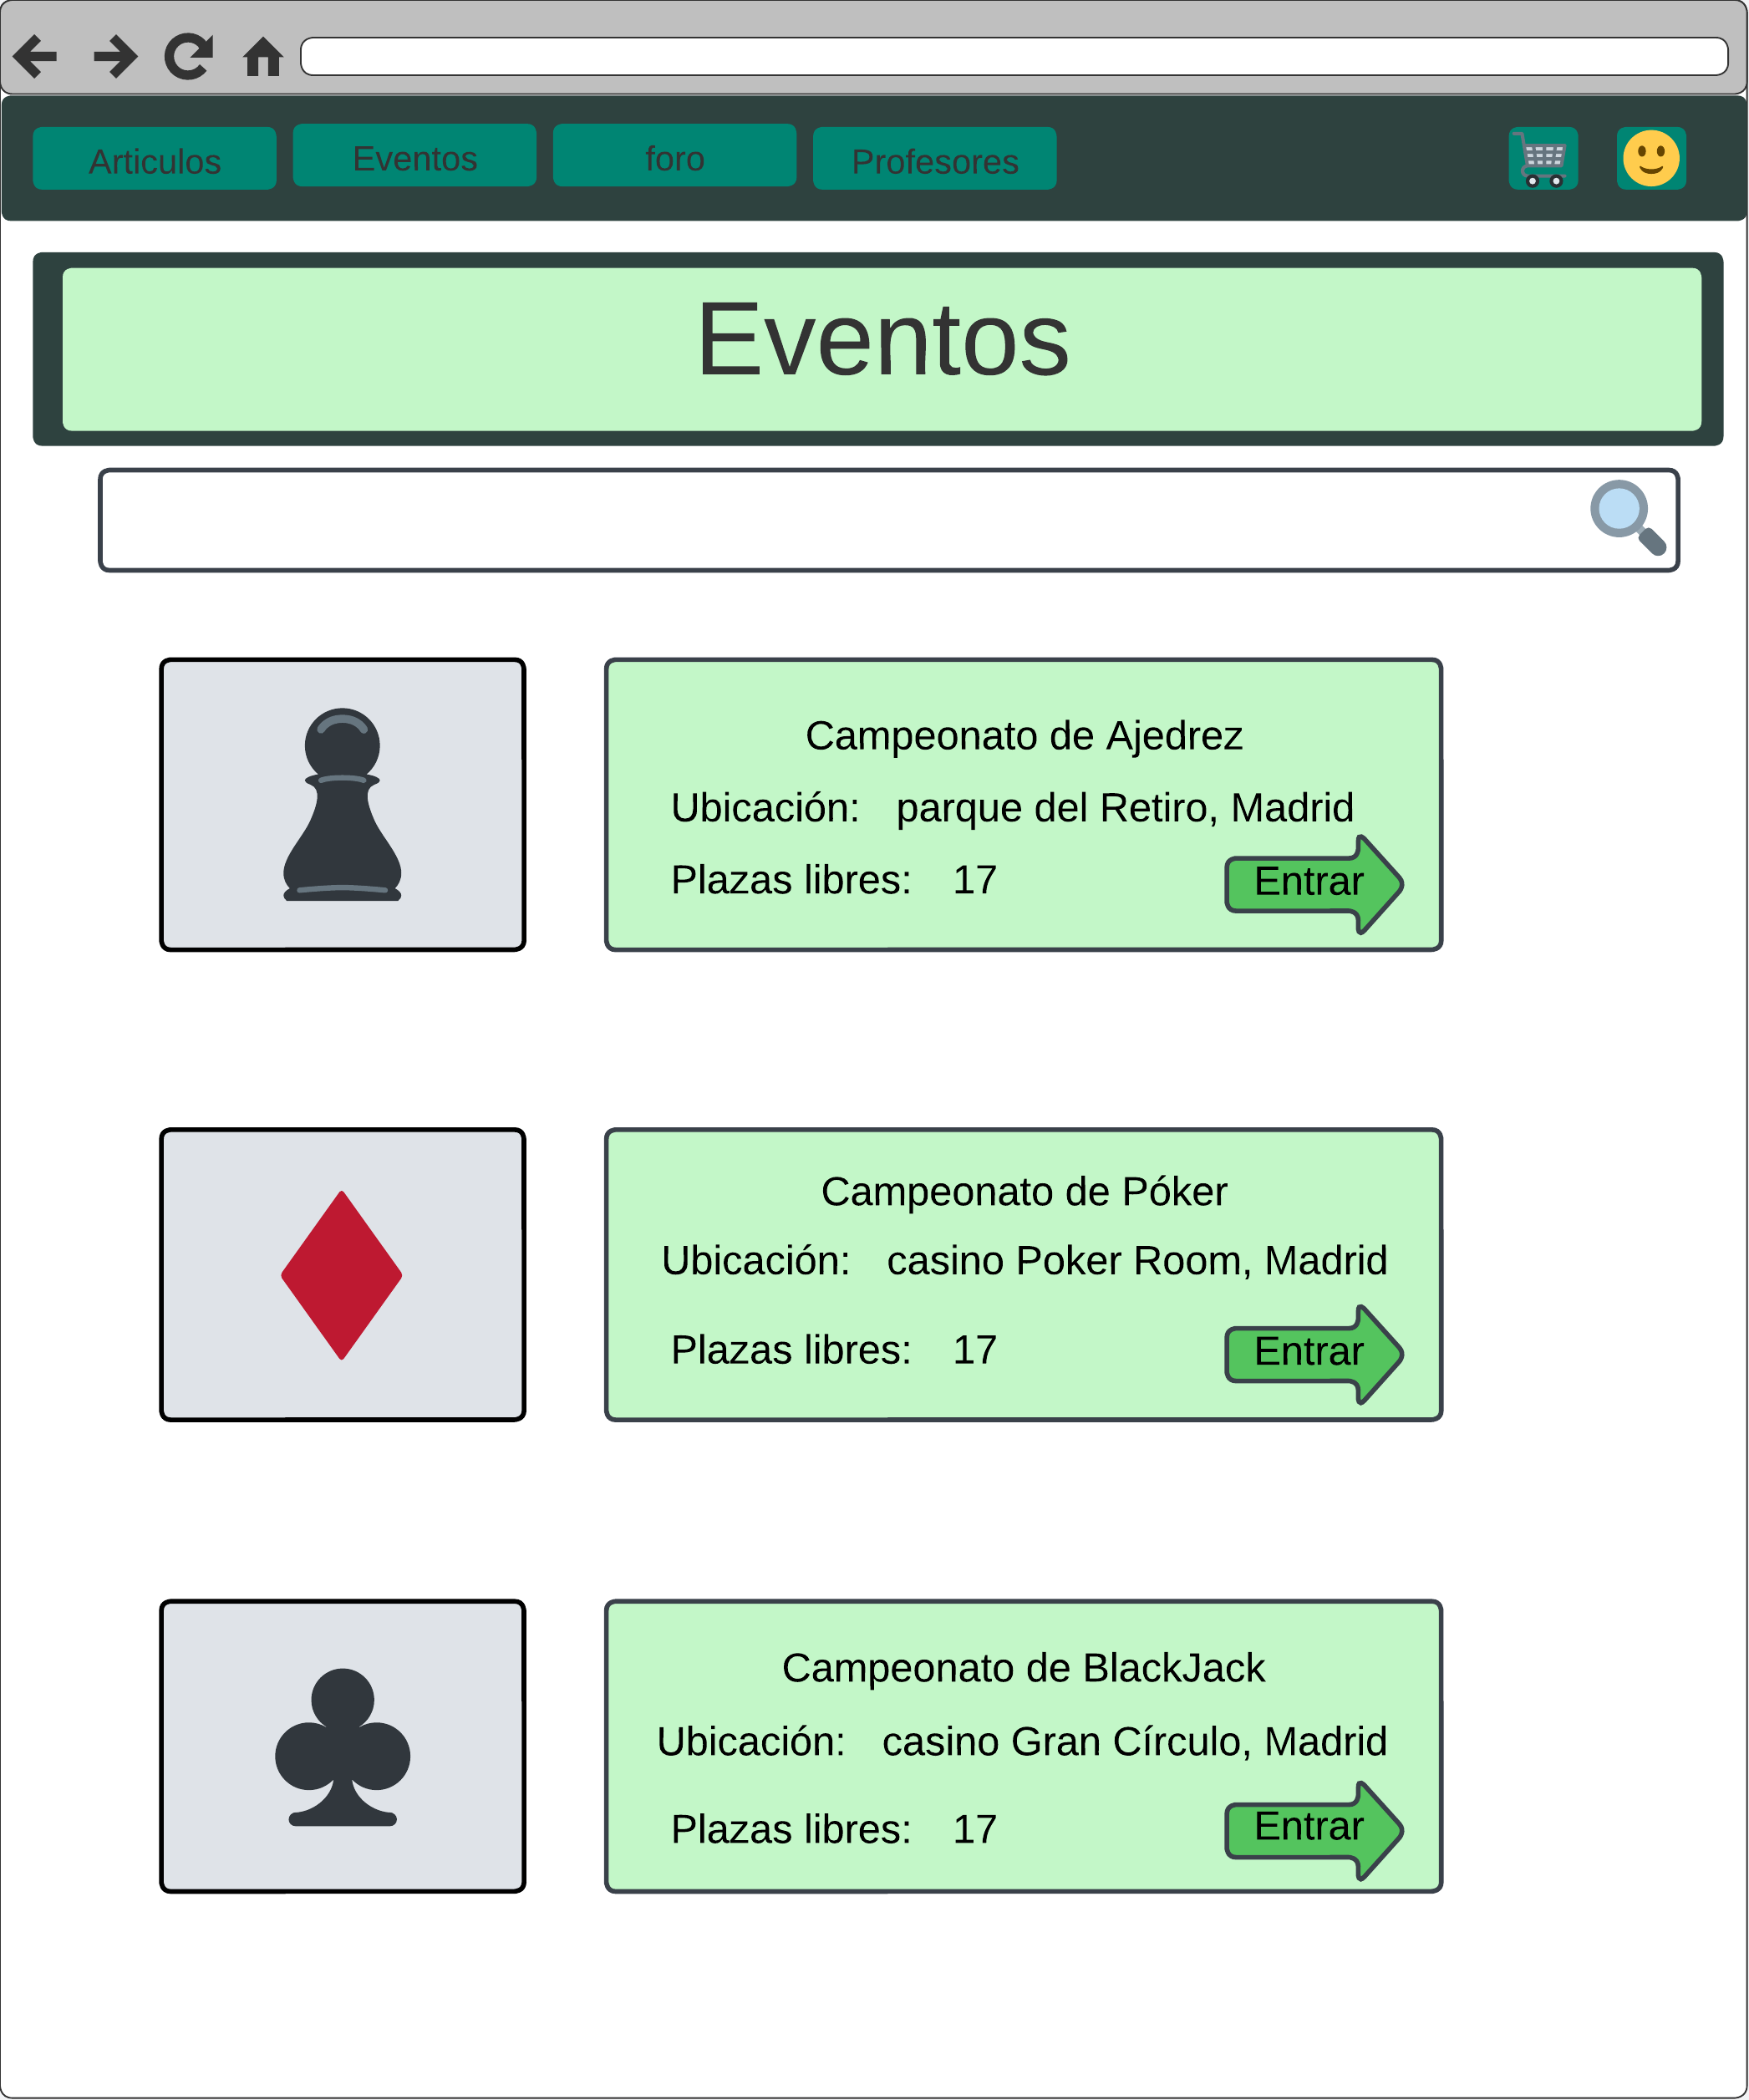 Articulos Eventos foro Profesores
Eventos
Campeonato de Ajedrez
Ubicación: parque del Retiro, Madrid
Plazas libres: 17
Entrar
Campeonato de Póker
Ubicación: casino Poker Room, Madrid
Plazas libres: 17
Entrar
Campeonato de BlackJack
Ubicación: casino Gran Círculo, Madrid
Plazas libres: 17
Entrar